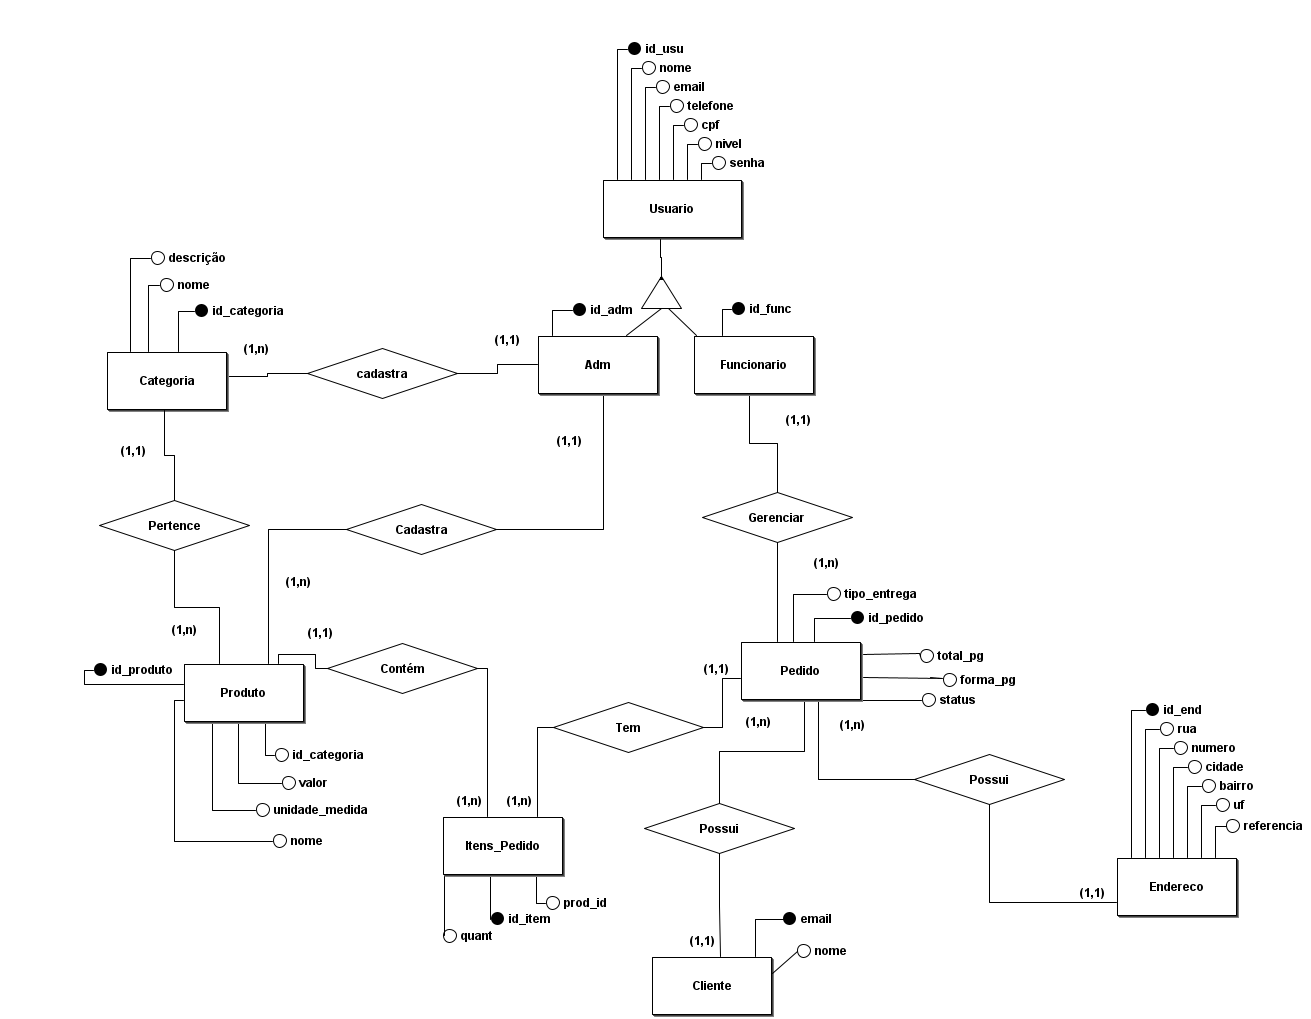 id_usu
nome
email
telefone
cpf
nivel
senha
Usuario
descrição
nome
id_categoria
id_adm
id_func
(1,n)
(1,1)
Categoria
cadastra
Adm
Funcionario
(1,1)
(1,1)
(1,1)
Pertence
Cadastra
Gerenciar
(1,n)
(1,n)
tipo_entrega
id_pedido
(1,n)
(1,1)
id_produto
Produto
Contém
(1,1)
Pedido
total_pg
forma_pg
status
(1,n)
(1,n)
Tem
id_categoria
valor
unidade_medida
nome
id_end
rua
numero
cidade
bairro
uf
referencia
Possui
(1,n)
(1,n)
Possui
Itens_Pedido
prod_id
id_item
quant
Endereco
(1,1)
email
nome
(1,1)
Cliente